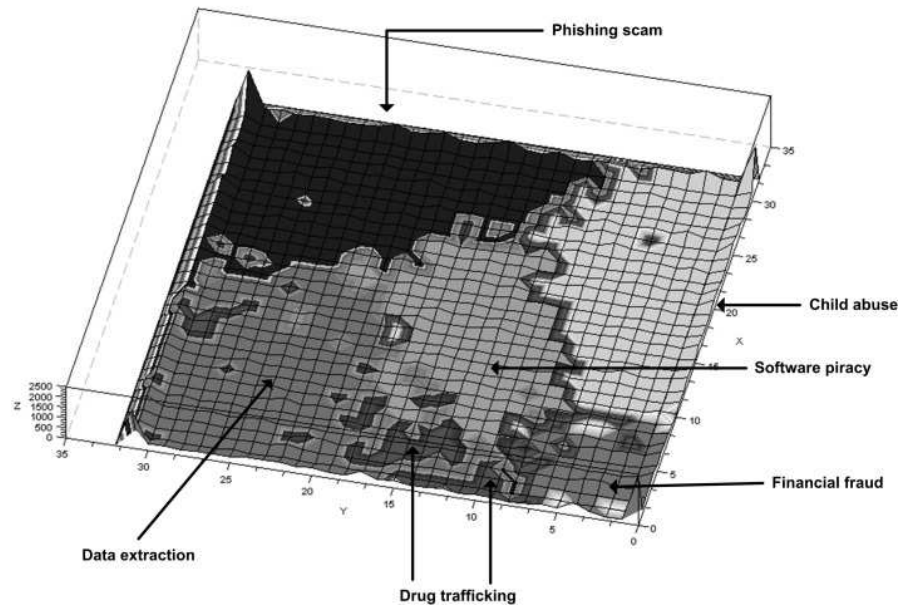 Phishing scam
35
30
25
Child abuse
20
X
15
Software piracy
10
Z
2500
2000
1500
1000
500
0
35
30
25
Y
20
15
10
5
0
5
0
Financial fraud
Data extraction
Drug trafficking